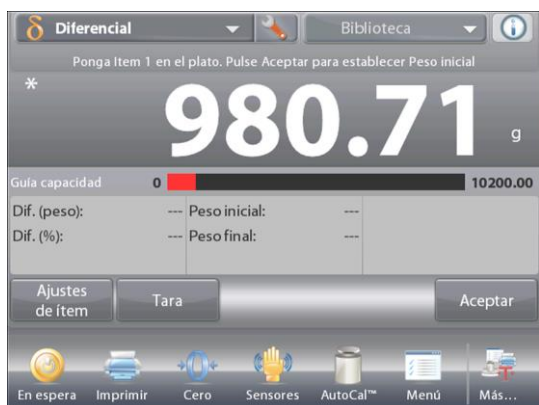 δ Diferencial Biblioteca
Ponga Item 1 en el plato. Pulse Aceptar para establecer Peso inicial
*
980.71 g
Guía capacidad 0 10200.00
Dif. (peso): --- Peso inicial: ---
Dif. (%): --- Peso final: ---
Ajustes
de ítem
Tara
Aceptar
En espera Imprimir Cero Sensores AutoCal™ Menú Más...